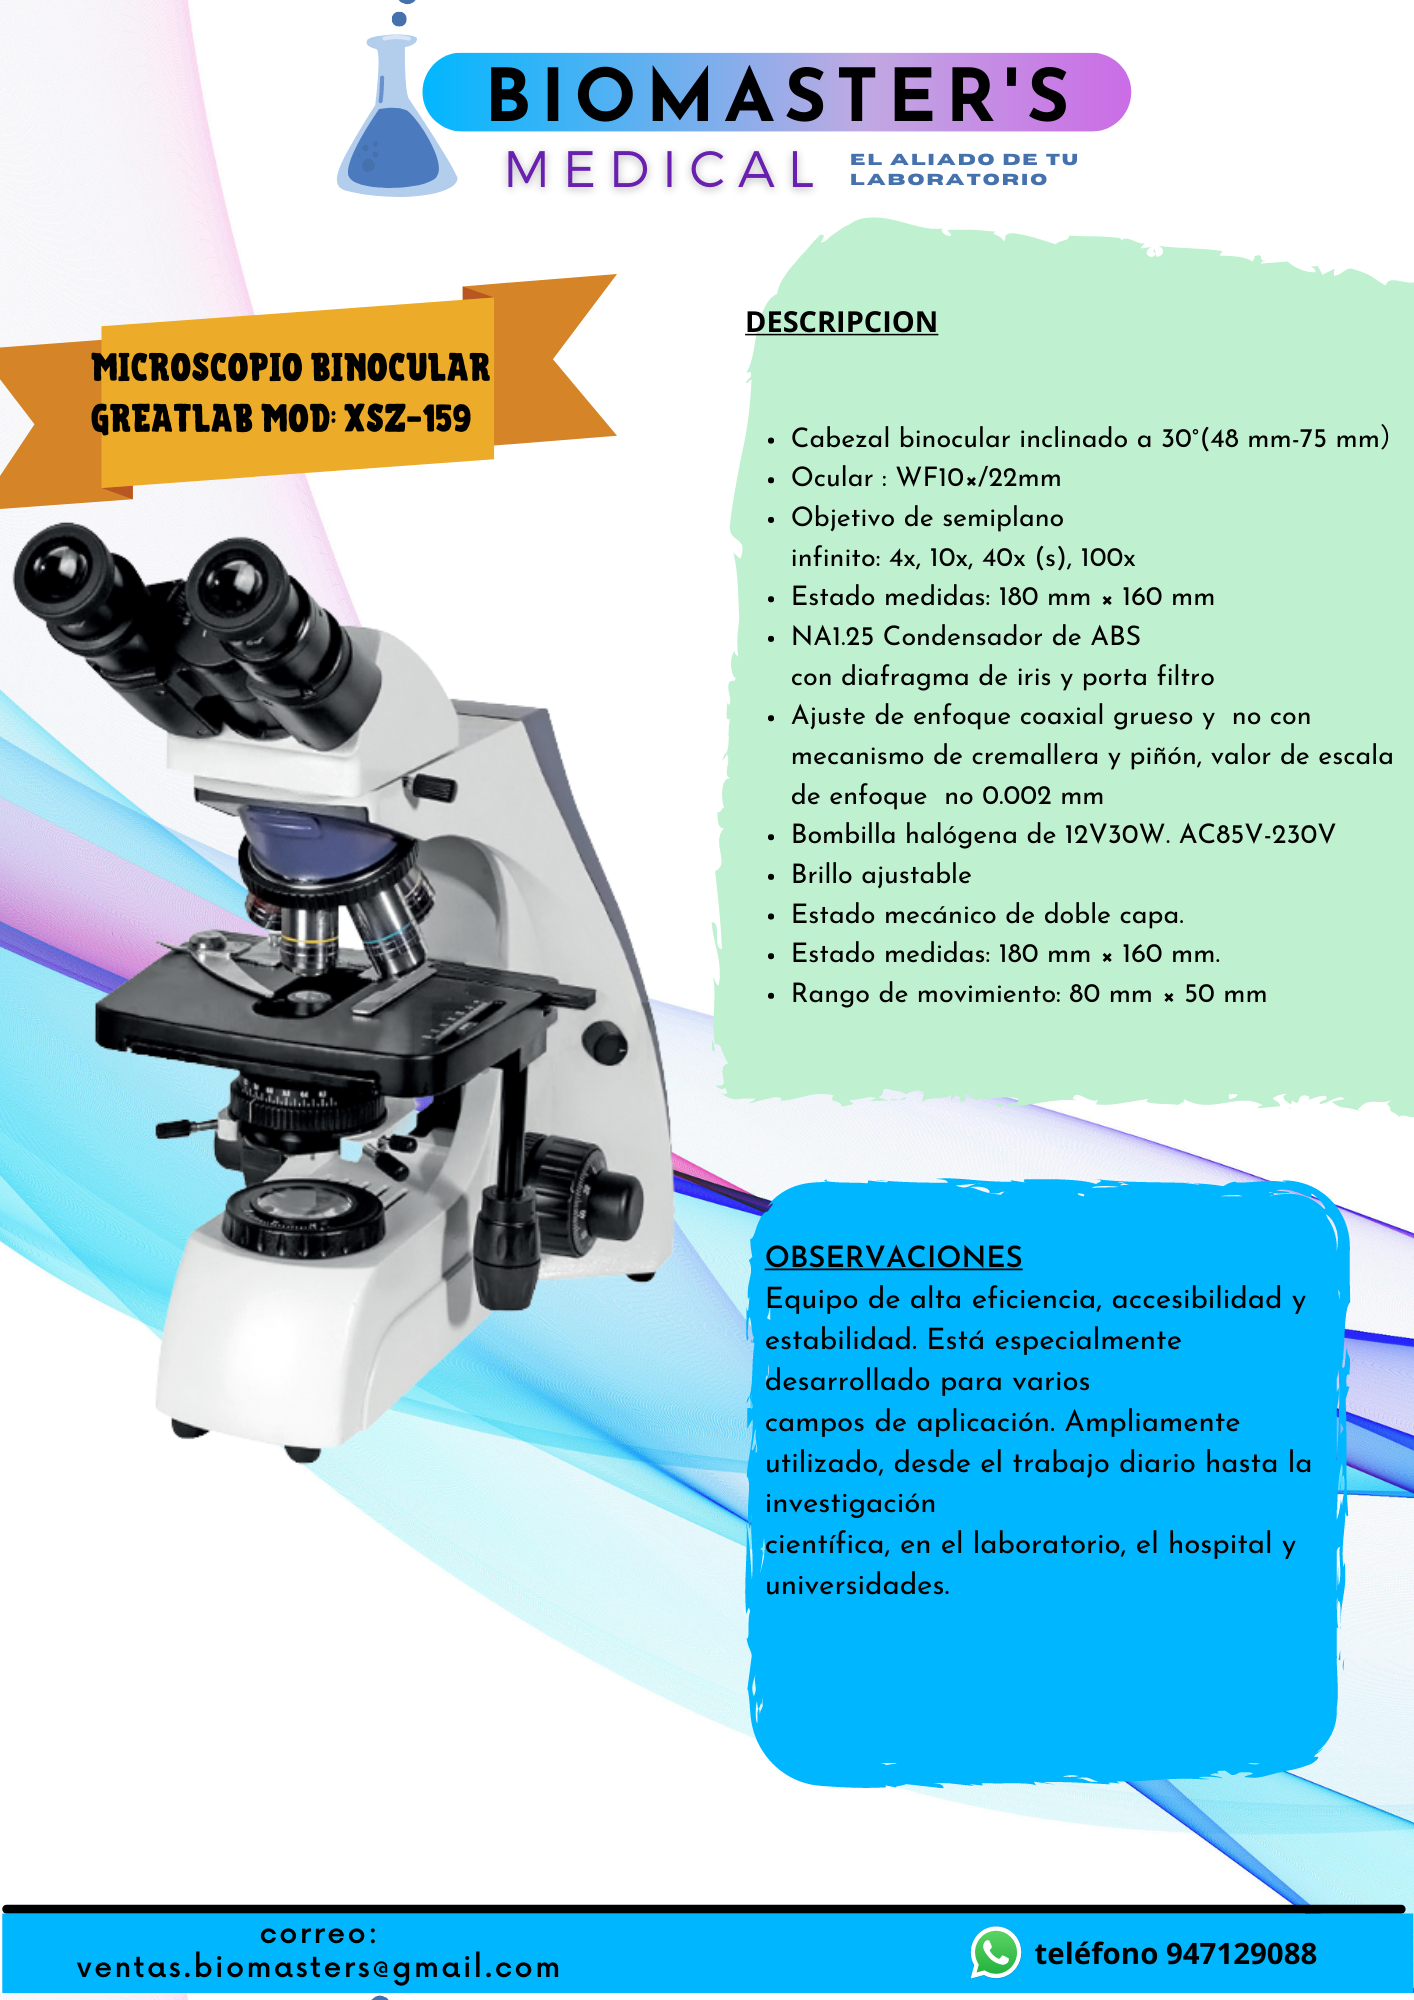 BIOMASTER'S
MEDICAL
EL ALIADO DE TU
LABORATORIO
MICROSCOPIO BINOCULAR
GREATLAB MOD: XSZ-159
DESCRIPCION
• Cabezal binocular inclinado a 30°(48 mm-75 mm）
• Ocular : WF10×/22mm
• Objetivo de semiplano
infinito: 4x, 10x, 40x (s), 100x
• Estado medidas: 180 mm × 160 mm
• NA1.25 Condensador de ABS
con diafragma de iris y porta filtro
• Ajuste de enfoque coaxial grueso y  no con
mecanismo de cremallera y piñón, valor de escala
de enfoque  no 0.002 mm
• Bombilla halógena de 12V30W. AC85V-230V
• Brillo ajustable
• Estado mecánico de doble capa.
• Estado medidas: 180 mm × 160 mm.
• Rango de movimiento: 80 mm × 50 mm
OBSERVACIONES
Equipo de alta eficiencia, accesibilidad y
estabilidad. Está especialmente
desarrollado para varios
campos de aplicación. Ampliamente
utilizado, desde el trabajo diario hasta la
investigación
científica, en el laboratorio, el hospital y
universidades.
correo:
ventas.biomasters@gmail.com
teléfono 947129088